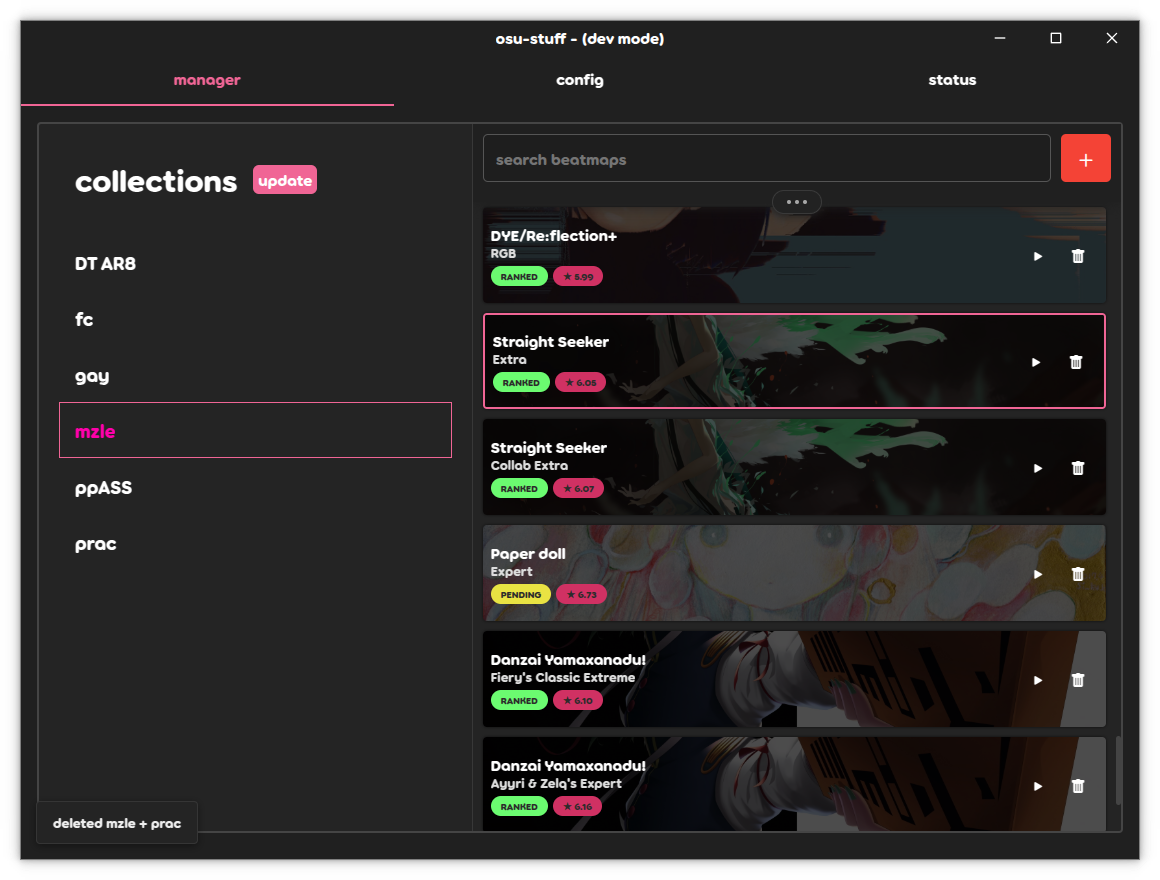 osu-stuff - (dev mode)
manager
config
status
collections
update
DT AR8
fc
gay
mzle
ppASS
prac
search beatmaps
+
DYE/Re:flection+
RGB
RANKED
★ 5.99
Straight Seeker
Extra
RANKED
★ 6.05
Straight Seeker
Collab Extra
RANKED
★ 6.07
Paper doll
Expert
PENDING
★ 6.73
Danzai Yamaxanadu!
Fiery's Classic Extreme
RANKED
★ 6.10
Danzai Yamaxanadu!
Ayyri & Zelq's Expert
RANKED
★ 6.16
deleted mzle + prac